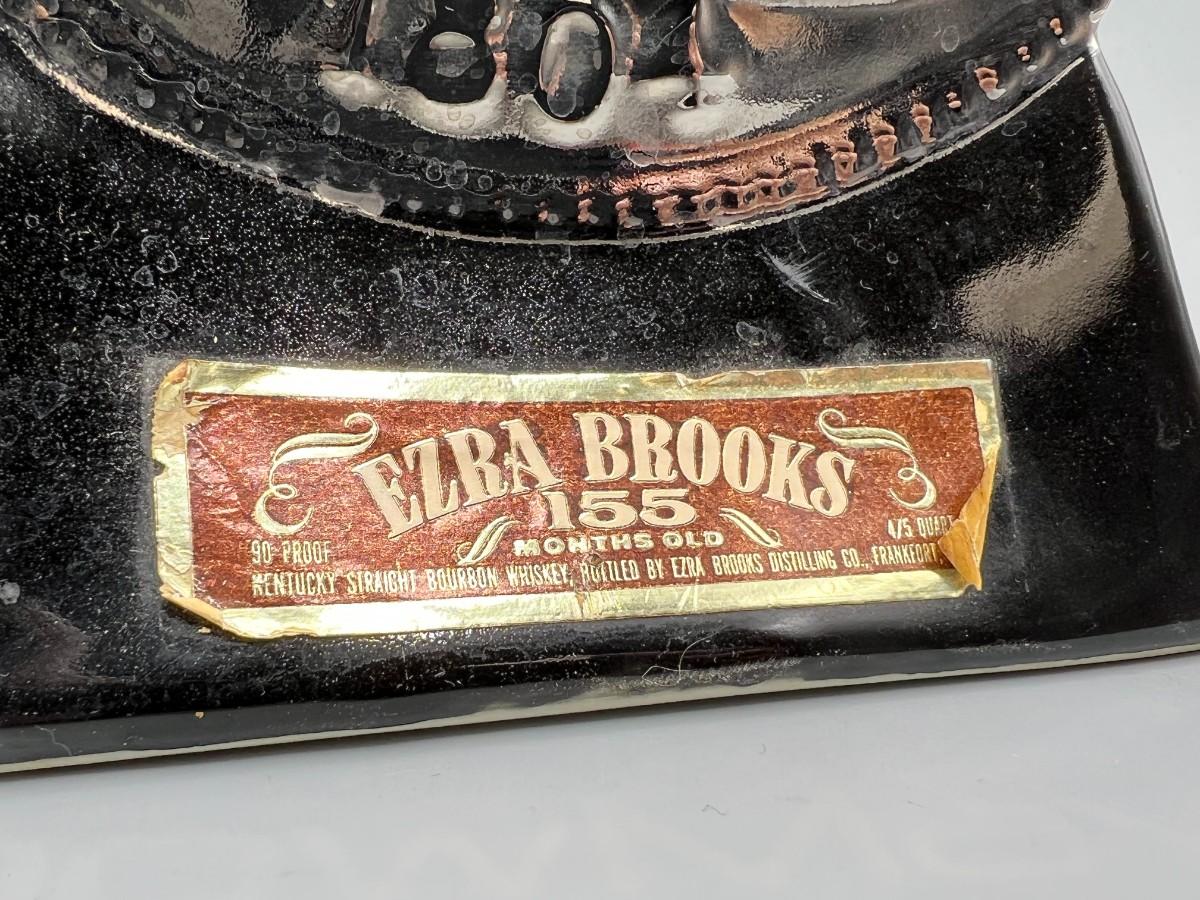 EZRA BROOKS
155
MONTHS OLD
90 PROOF
4/5 QUART
KENTUCKY STRAIGHT BOURBON WHISKEY, BOTTLED BY EZRA BROOKS DISTILLING CO., FRANKFORT,